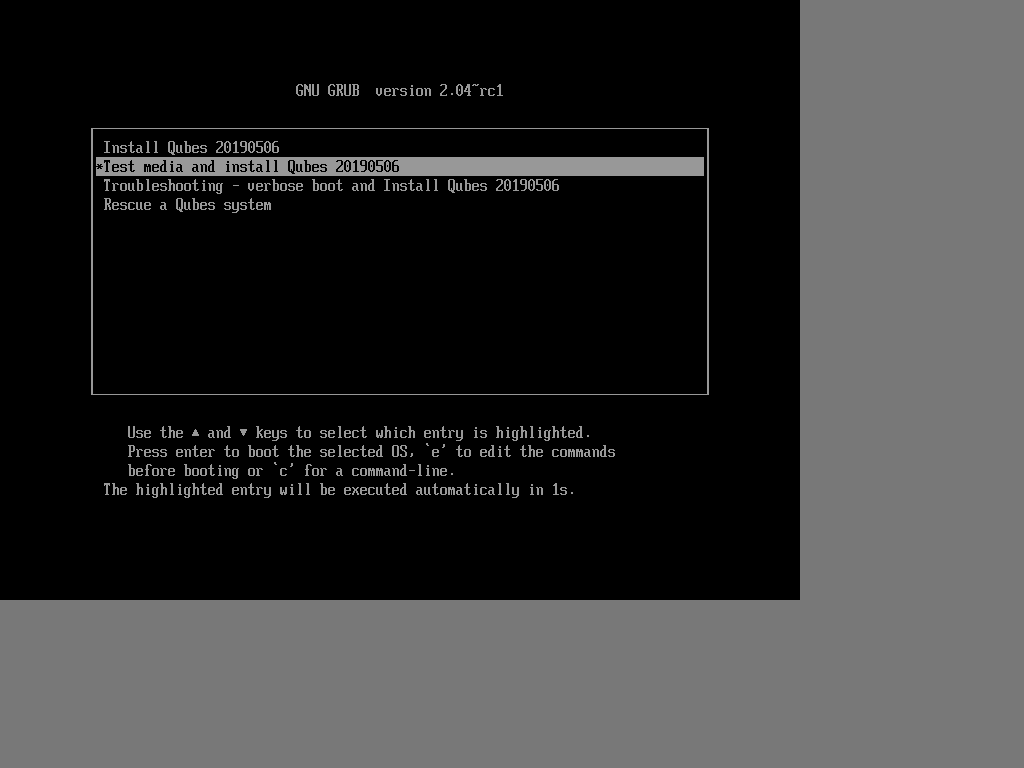 GNU GRUB  version 2.04~rc1
Install Qubes 20190506
*Test media and install Qubes 20190506
Troubleshooting - verbose boot and Install Qubes 20190506
Rescue a Qubes system
Use the ▲ and ▼ keys to select which entry is highlighted.
Press enter to boot the selected OS, `e' to edit the commands
before booting or `c' for a command-line.
The highlighted entry will be executed automatically in 1s.